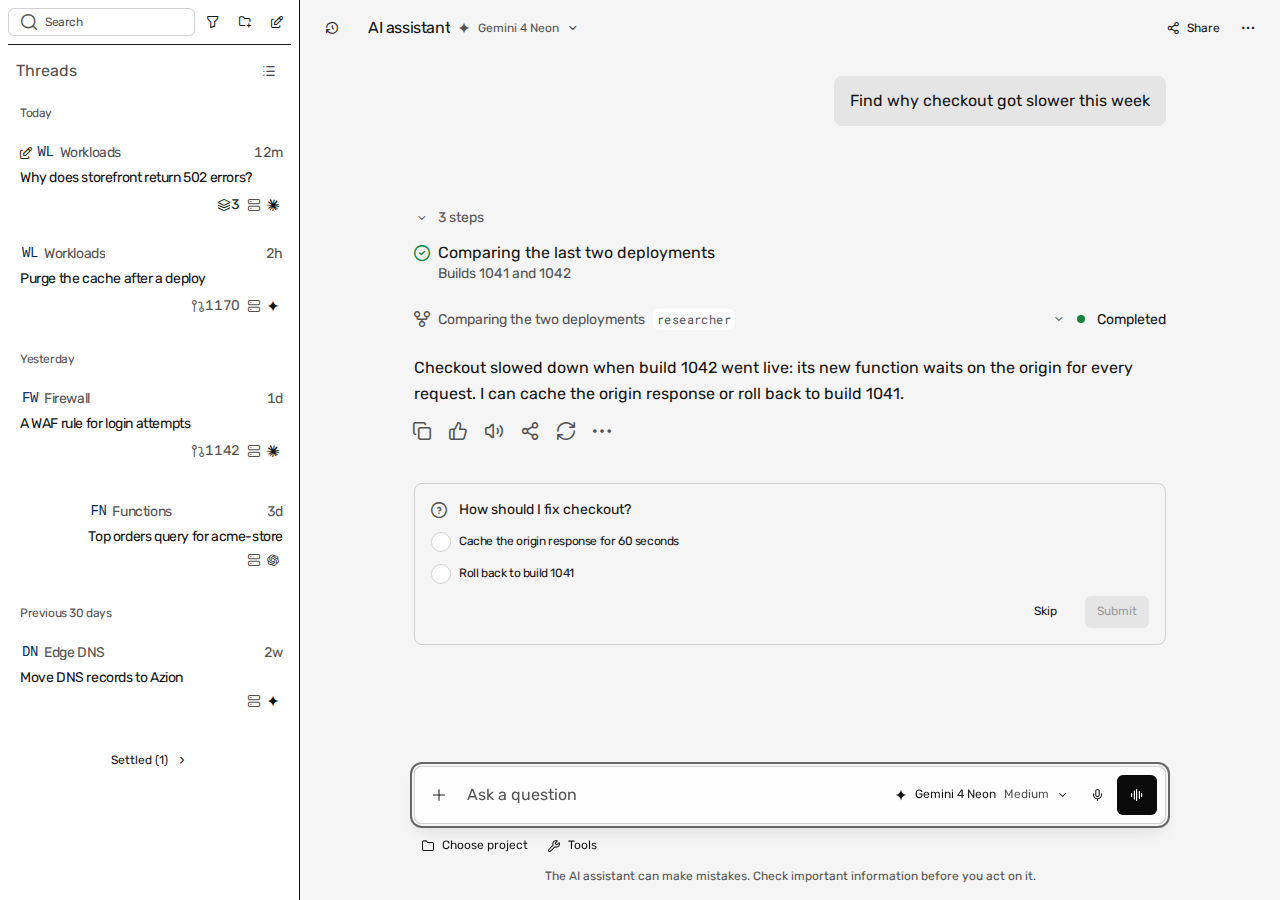 Search
Threads
Today
WL Workloads 12m
Why does storefront return 502 errors?
3
WL Workloads 2h
Purge the cache after a deploy
1170
Yesterday
FW Firewall 1d
A WAF rule for login attempts
1142
FN Functions 3d
Top orders query for acme-store
Previous 30 days
DN Edge DNS 2w
Move DNS records to Azion
Settled (1)
AI assistant Gemini 4 Neon
Share
Find why checkout got slower this week
3 steps
Comparing the last two deployments
Builds 1041 and 1042
Comparing the two deployments researcher Completed
Checkout slowed down when build 1042 went live: its new function waits on the origin for every
request. I can cache the origin response or roll back to build 1041.
How should I fix checkout?
Cache the origin response for 60 seconds
Roll back to build 1041
Skip Submit
Ask a question Gemini 4 Neon Medium
Choose project Tools
The AI assistant can make mistakes. Check important information before you act on it.